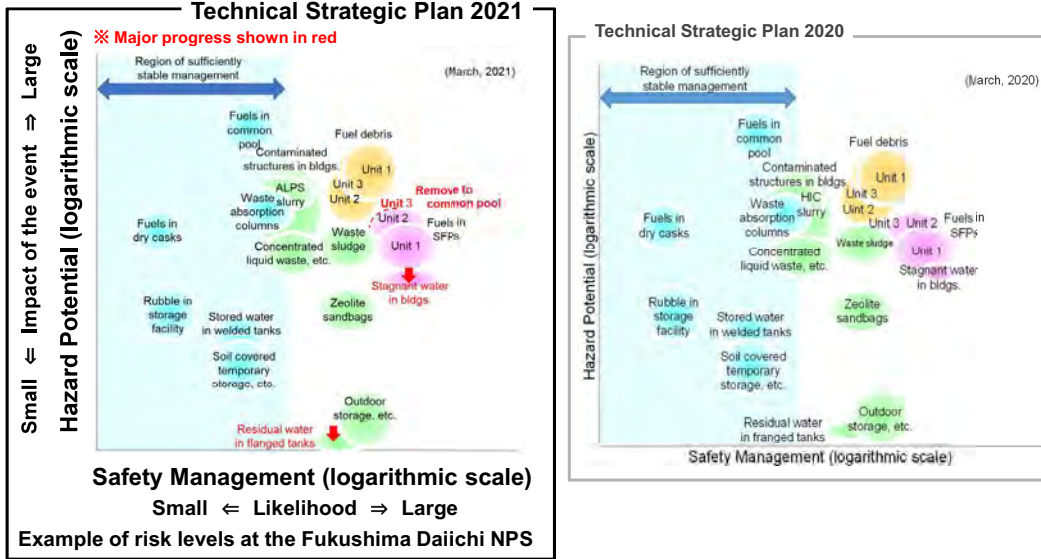 Technical Strategic Plan 2021
※ Major progress shown in red
Small ⇐ Impact of the event ⇒ Large
Hazard Potential (logarithmic scale)
Region of sufficiently
stable management
(March, 2021)
Fuels in
common
pool
Fuel debris
Contaminated
structures in bldgs.
Unit 1
Unit 3
Unit 2
ALPS
slurry
Waste
absorption
columns
Unit 3
Remove to
common pool
Unit 2
Fuels in
SFPs
Unit 1
Fuels in
dry casks
Waste
sludge
Concentrated
liquid waste, etc.
Stagnant water
in bldgs.
Rubble in
storage
facility
Stored water
in welded tanks
Zeolite
sandbags
Soil covered
temporary
storage, etc.
Outdoor
storage, etc.
Residual water
in flanged tanks
Safety Management (logarithmic scale)
Small ⇐ Likelihood ⇒ Large
Example of risk levels at the Fukushima Daiichi NPS
Technical Strategic Plan 2020
Hazard Potential (logarithmic scale)
Region of sufficiently
stable management
(March, 2020)
Fuels in
common
pool
Fuel debris
Contaminated
structures in bldgs.
Unit 1
Unit 3
Unit 2
HIC
slurry
Waste
absorption
columns
Unit 3 Unit 2
Fuels in
SFPs
Unit 1
Fuels in
dry casks
Waste sludge
Concentrated
liquid waste, etc.
Stagnant water
in bldgs.
Rubble in
storage
facility
Stored water
in welded tanks
Zeolite
sandbags
Soil covered
temporary
storage, etc.
Outdoor
storage, etc.
Residual water
in franged tanks
Safety Management (logarithmic scale)